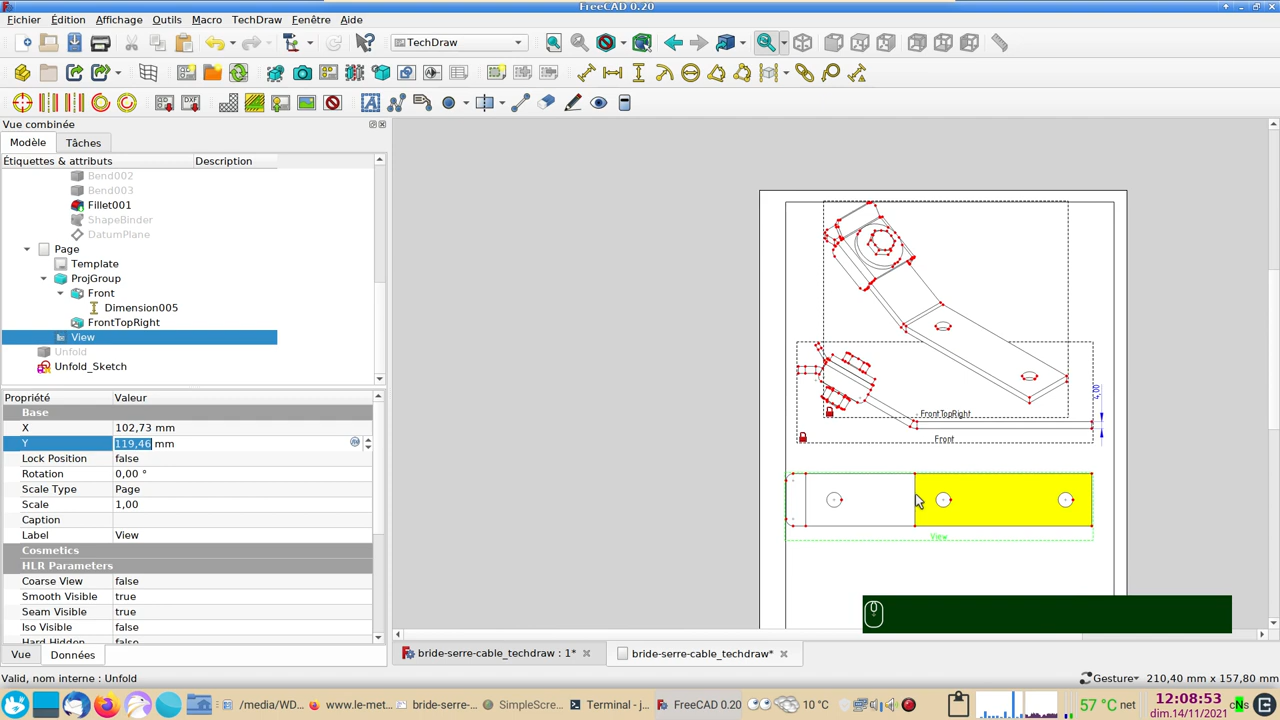 FreeCAD 0.20
Fichier Édition Affichage Outils Macro TechDraw Fenêtre Aide
TechDraw
Vue combinée
Modèle Tâches
Étiquettes & attributs Description
Bend002
Bend003
Fillet001
ShapeBinder
DatumPlane
Page
Template
ProjGroup
Front
Dimension005
FrontTopRight
View
Unfold
Unfold_Sketch
Propriété Valeur
Base
X 102,73 mm
Y 119,46 mm
Lock Position false
Rotation 0,00 °
Scale Type Page
Scale 1,00
Caption
Label View
Cosmetics
HLR Parameters
Coarse View false
Smooth Visible true
Seam Visible true
Iso Visible false
Hard Hidden false
Vue Données
4,00
FrontTopRight
Front
View
bride-serre-cable_techdraw : 1*
bride-serre-cable_techdraw*
Valid, nom interne : Unfold
Gesture 210,40 mm x 157,80 mm
/media/WD... www.le-met... bride-serre-... SimpleScre... Terminal - j... FreeCAD 0.20 10 °C 57 °C net
12:08:53
dim.14/11/2021